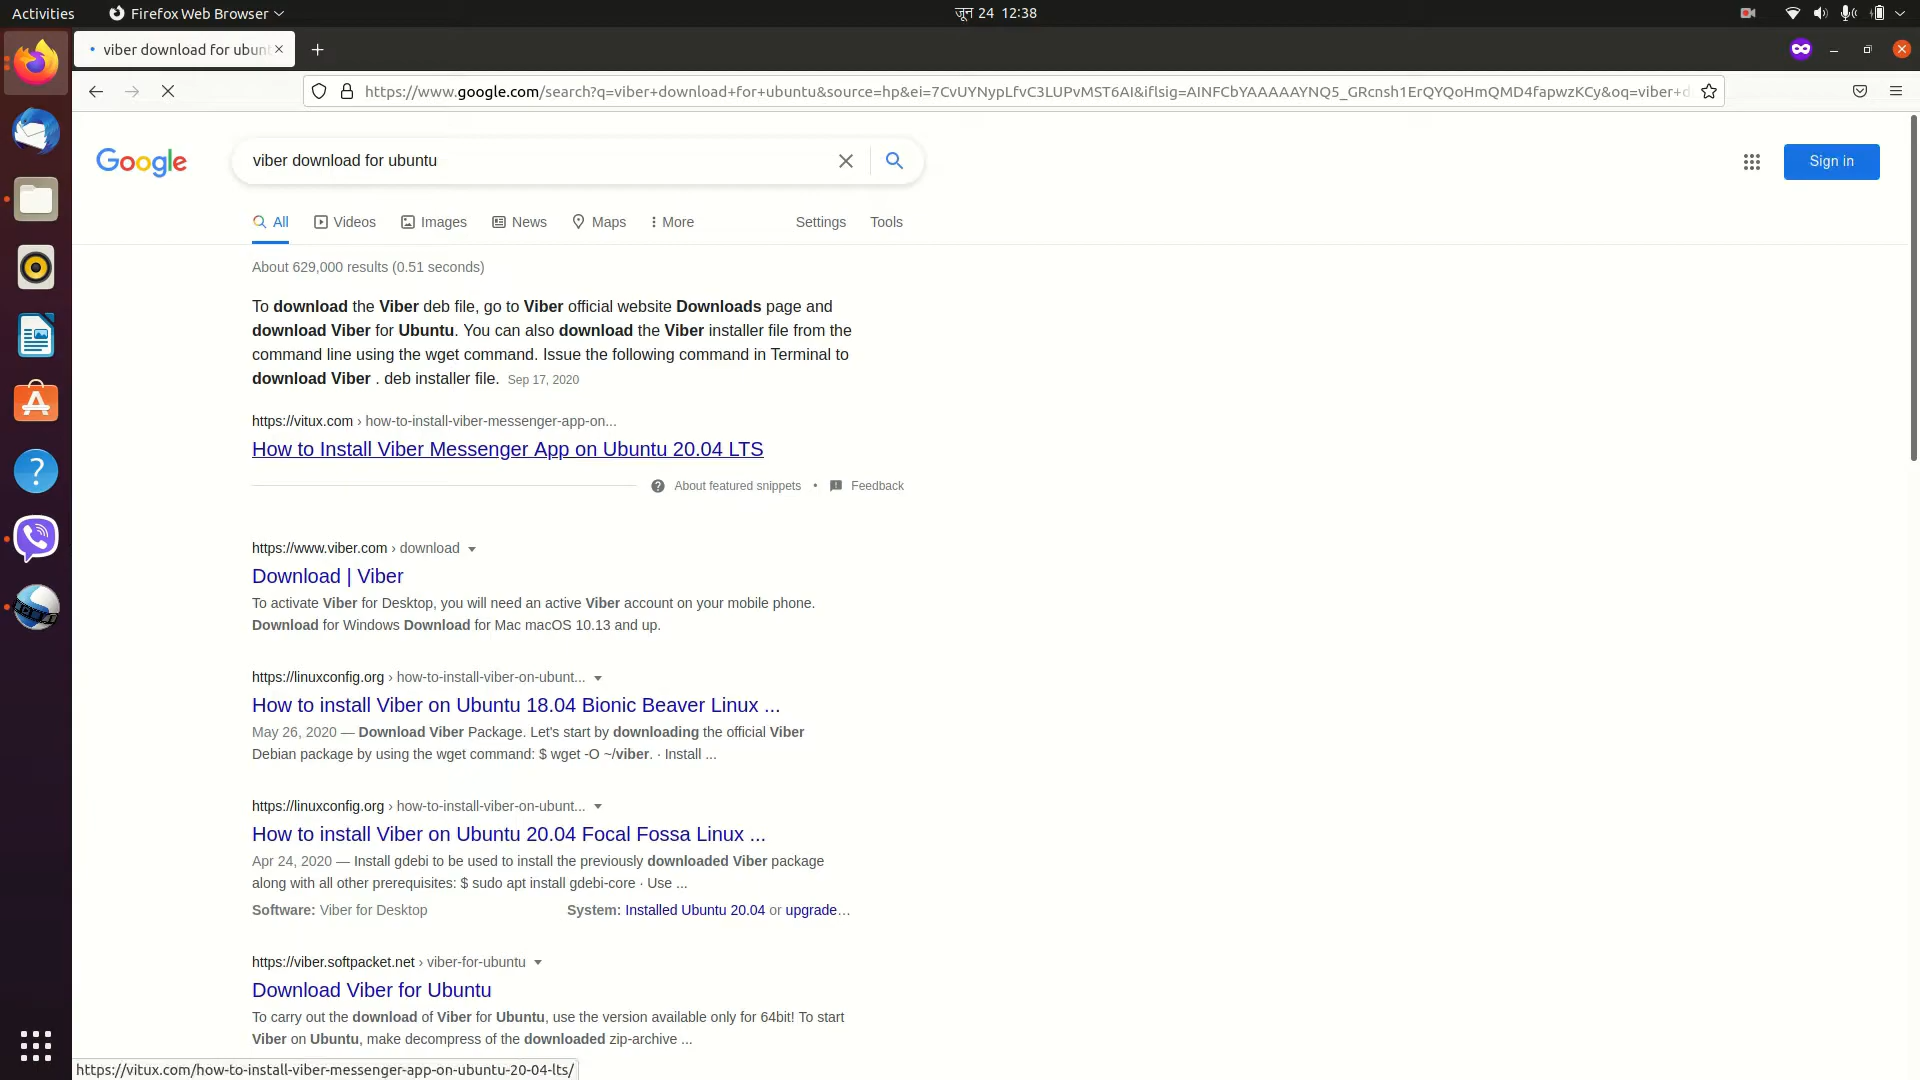 Activities
Firefox Web Browser
जून 24 12:38
viber download for ubunt
https://www.google.com/search?q=viber+download+for+ubuntu&source=hp&ei=7CvUYNypLfvC3LUPvMST6AI&iflsig=AINFCbYAAAAAYNQ5_GRcnsh1ErQYQoHmQMD4fapwzKCy&oq=viber+d
Google
viber download for ubuntu
Sign in
All
Videos
Images
News
Maps
More
Settings
Tools
About 629,000 results (0.51 seconds)
To download the Viber deb file, go to Viber official website Downloads page and
download Viber for Ubuntu. You can also download the Viber installer file from the
command line using the wget command. Issue the following command in Terminal to
download Viber . deb installer file. Sep 17, 2020
https://vitux.com › how-to-install-viber-messenger-app-on...
How to Install Viber Messenger App on Ubuntu 20.04 LTS
About featured snippets • Feedback
https://www.viber.com › download
Download | Viber
To activate Viber for Desktop, you will need an active Viber account on your mobile phone.
Download for Windows Download for Mac macOS 10.13 and up.
https://linuxconfig.org › how-to-install-viber-on-ubunt...
How to install Viber on Ubuntu 18.04 Bionic Beaver Linux ...
May 26, 2020 — Download Viber Package. Let's start by downloading the official Viber
Debian package by using the wget command: $ wget -O ~/viber. · Install ...
https://linuxconfig.org › how-to-install-viber-on-ubunt...
How to install Viber on Ubuntu 20.04 Focal Fossa Linux ...
Apr 24, 2020 — Install gdebi to be used to install the previously downloaded Viber package
along with all other prerequisites: $ sudo apt install gdebi-core · Use ...
Software: Viber for Desktop
System: Installed Ubuntu 20.04 or upgrade…
https://viber.softpacket.net › viber-for-ubuntu
Download Viber for Ubuntu
To carry out the download of Viber for Ubuntu, use the version available only for 64bit! To start
Viber on Ubuntu, make decompress of the downloaded zip-archive ...
https://vitux.com/how-to-install-viber-messenger-app-on-ubuntu-20-04-lts/